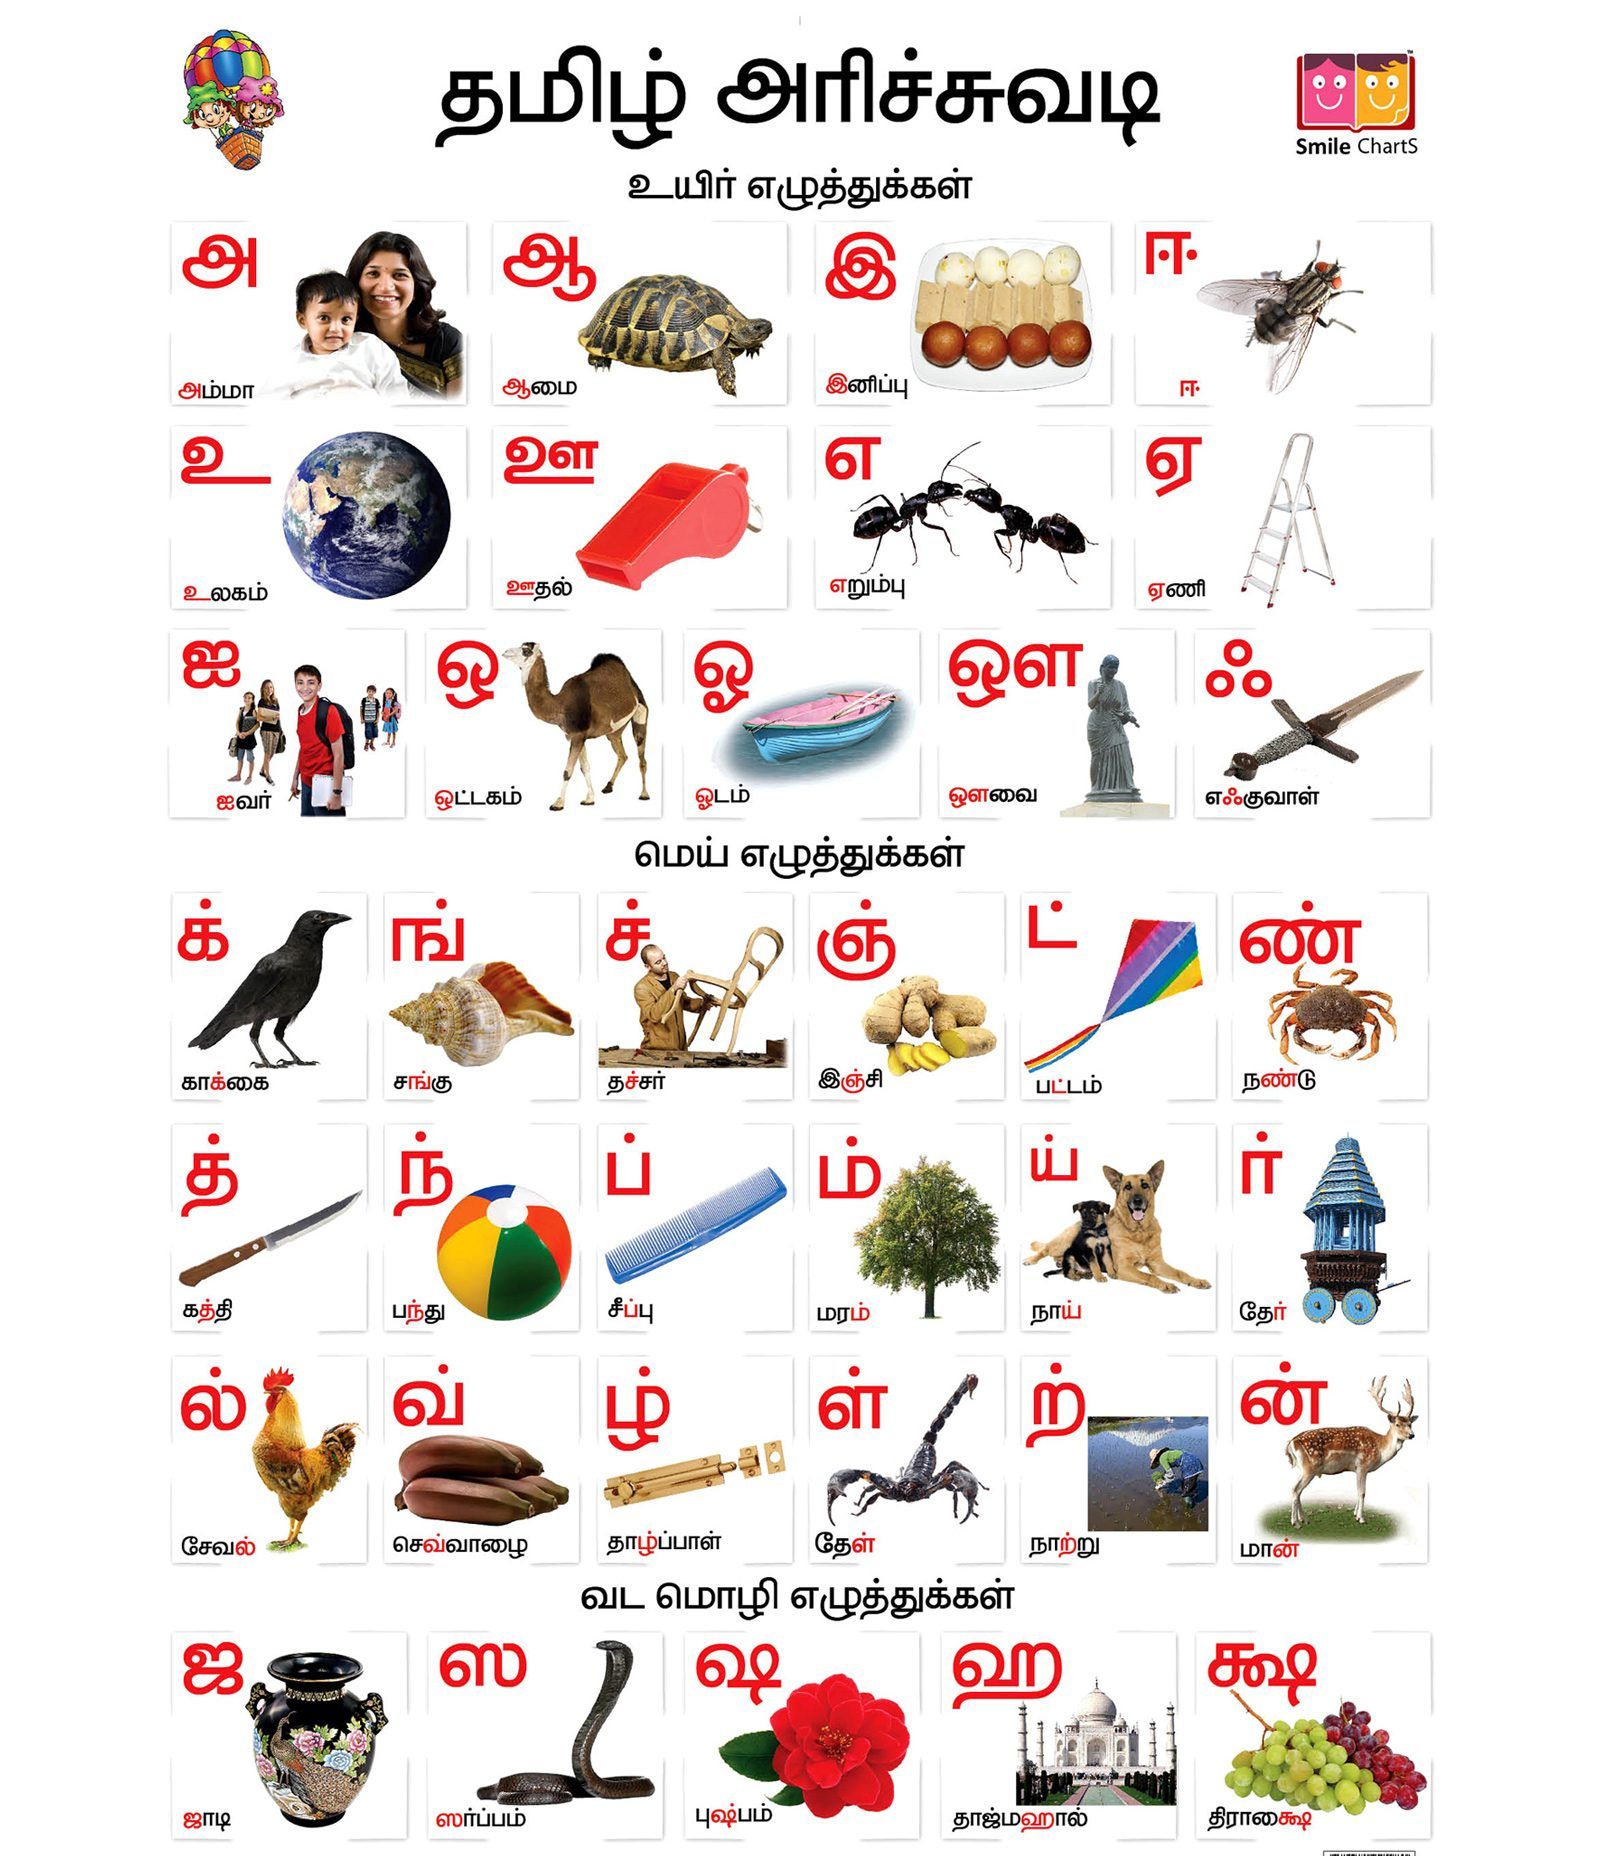 தமிழ் அரிச்சுவடி
Smile ChartS
உயிர் எழுத்துக்கள்
அ
அம்மா
ஆ
ஆமை
இ
இனிப்பு
ஈ
ஈ
உ
உலகம்
ஊ
ஊதல்
எ
எறும்பு
ஏ
ஏணி
ஐ
ஐவர்
ஒ
ஒட்டகம்
ஓ
ஓடம்
ஔ
ஔவை
ஃ
எஃகுவாள்
மெய் எழுத்துக்கள்
க்
காக்கை
ங்
சங்கு
ச்
தச்சர்
ஞ்
இஞ்சி
ட்
பட்டம்
ண்
நண்டு
த்
கத்தி
ந்
பந்து
ப்
சீப்பு
ம்
மரம்
ய்
நாய்
ர்
தேர்
ல்
சேவல்
வ்
செவ்வாழை
ழ்
தாழ்ப்பாள்
ள்
தேள்
ற்
நாற்று
ன்
மான்
வட மொழி எழுத்துக்கள்
ஜ
ஜாடி
ஸ
ஸர்ப்பம்
ஷ
புஷ்பம்
ஹ
தாஜ்மஹால்
க்ஷ
திராக்ஷை